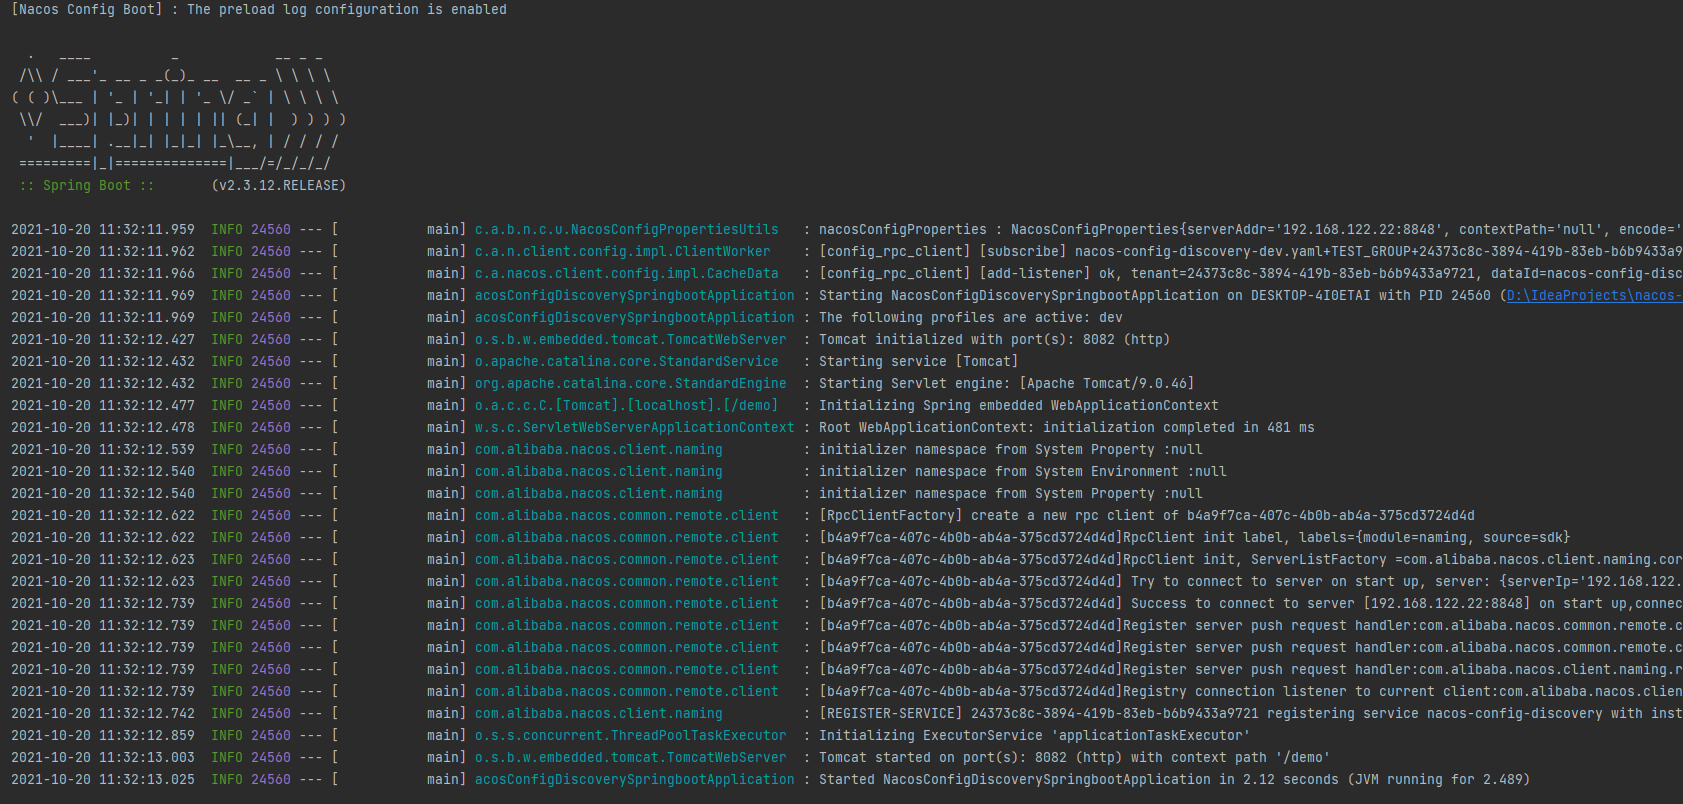 [Nacos Config Boot] : The preload log configuration is enabled
  .   ____          _            __ _ _
 /\\ / ___'_ __ _ _(_)_ __  __ _ \ \ \ \
( ( )\___ | '_ | '_| | '_ \/ _` | \ \ \ \
 \\/  ___)| |_)| | | | | || (_| |  ) ) ) )
  '  |____| .__|_| |_|_| |_\__, | / / / /
 =========|_|==============|___/=/_/_/_/
 :: Spring Boot ::       (v2.3.12.RELEASE)
2021-10-20 11:32:11.959  INFO 24560 --- [           main] c.a.b.n.c.u.NacosConfigPropertiesUtils   : nacosConfigProperties : NacosConfigProperties{serverAddr='192.168.122.22:8848', contextPath='null', encode='
2021-10-20 11:32:11.962  INFO 24560 --- [           main] c.a.n.client.config.impl.ClientWorker    : [config_rpc_client] [subscribe] nacos-config-discovery-dev.yaml+TEST_GROUP+24373c8c-3894-419b-83eb-b6b9433a9
2021-10-20 11:32:11.966  INFO 24560 --- [           main] c.a.nacos.client.config.impl.CacheData   : [config_rpc_client] [add-listener] ok, tenant=24373c8c-3894-419b-83eb-b6b9433a9721, dataId=nacos-config-disc
2021-10-20 11:32:11.969  INFO 24560 --- [           main] acosConfigDiscoverySpringbootApplication : Starting NacosConfigDiscoverySpringbootApplication on DESKTOP-4I0ETAI with PID 24560 (D:\IdeaProjects\nacos-
2021-10-20 11:32:11.969  INFO 24560 --- [           main] acosConfigDiscoverySpringbootApplication : The following profiles are active: dev
2021-10-20 11:32:12.427  INFO 24560 --- [           main] o.s.b.w.embedded.tomcat.TomcatWebServer  : Tomcat initialized with port(s): 8082 (http)
2021-10-20 11:32:12.432  INFO 24560 --- [           main] o.apache.catalina.core.StandardService   : Starting service [Tomcat]
2021-10-20 11:32:12.432  INFO 24560 --- [           main] org.apache.catalina.core.StandardEngine  : Starting Servlet engine: [Apache Tomcat/9.0.46]
2021-10-20 11:32:12.477  INFO 24560 --- [           main] o.a.c.c.C.[Tomcat].[localhost].[/demo]   : Initializing Spring embedded WebApplicationContext
2021-10-20 11:32:12.478  INFO 24560 --- [           main] w.s.c.ServletWebServerApplicationContext : Root WebApplicationContext: initialization completed in 481 ms
2021-10-20 11:32:12.539  INFO 24560 --- [           main] com.alibaba.nacos.client.naming          : initializer namespace from System Property :null
2021-10-20 11:32:12.540  INFO 24560 --- [           main] com.alibaba.nacos.client.naming          : initializer namespace from System Environment :null
2021-10-20 11:32:12.540  INFO 24560 --- [           main] com.alibaba.nacos.client.naming          : initializer namespace from System Property :null
2021-10-20 11:32:12.622  INFO 24560 --- [           main] com.alibaba.nacos.common.remote.client   : [RpcClientFactory] create a new rpc client of b4a9f7ca-407c-4b0b-ab4a-375cd3724d4d
2021-10-20 11:32:12.622  INFO 24560 --- [           main] com.alibaba.nacos.common.remote.client   : [b4a9f7ca-407c-4b0b-ab4a-375cd3724d4d]RpcClient init label, labels={module=naming, source=sdk}
2021-10-20 11:32:12.623  INFO 24560 --- [           main] com.alibaba.nacos.common.remote.client   : [b4a9f7ca-407c-4b0b-ab4a-375cd3724d4d]RpcClient init, ServerListFactory =com.alibaba.nacos.client.naming.cor
2021-10-20 11:32:12.623  INFO 24560 --- [           main] com.alibaba.nacos.common.remote.client   : [b4a9f7ca-407c-4b0b-ab4a-375cd3724d4d] Try to connect to server on start up, server: {serverIp='192.168.122.
2021-10-20 11:32:12.739  INFO 24560 --- [           main] com.alibaba.nacos.common.remote.client   : [b4a9f7ca-407c-4b0b-ab4a-375cd3724d4d] Success to connect to server [192.168.122.22:8848] on start up,connec
2021-10-20 11:32:12.739  INFO 24560 --- [           main] com.alibaba.nacos.common.remote.client   : [b4a9f7ca-407c-4b0b-ab4a-375cd3724d4d]Register server push request handler:com.alibaba.nacos.common.remote.c
2021-10-20 11:32:12.739  INFO 24560 --- [           main] com.alibaba.nacos.common.remote.client   : [b4a9f7ca-407c-4b0b-ab4a-375cd3724d4d]Register server push request handler:com.alibaba.nacos.common.remote.c
2021-10-20 11:32:12.739  INFO 24560 --- [           main] com.alibaba.nacos.common.remote.client   : [b4a9f7ca-407c-4b0b-ab4a-375cd3724d4d]Register server push request handler:com.alibaba.nacos.client.naming.r
2021-10-20 11:32:12.739  INFO 24560 --- [           main] com.alibaba.nacos.common.remote.client   : [b4a9f7ca-407c-4b0b-ab4a-375cd3724d4d]Registry connection listener to current client:com.alibaba.nacos.clien
2021-10-20 11:32:12.742  INFO 24560 --- [           main] com.alibaba.nacos.client.naming          : [REGISTER-SERVICE] 24373c8c-3894-419b-83eb-b6b9433a9721 registering service nacos-config-discovery with inst
2021-10-20 11:32:12.859  INFO 24560 --- [           main] o.s.s.concurrent.ThreadPoolTaskExecutor  : Initializing ExecutorService 'applicationTaskExecutor'
2021-10-20 11:32:13.003  INFO 24560 --- [           main] o.s.b.w.embedded.tomcat.TomcatWebServer  : Tomcat started on port(s): 8082 (http) with context path '/demo'
2021-10-20 11:32:13.025  INFO 24560 --- [           main] acosConfigDiscoverySpringbootApplication : Started NacosConfigDiscoverySpringbootApplication in 2.12 seconds (JVM running for 2.489)